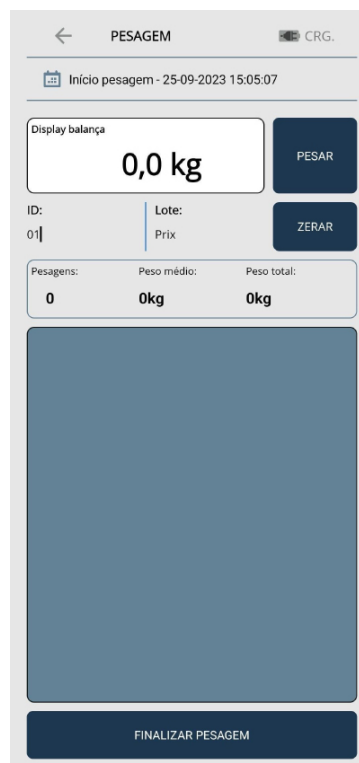 PESAGEM CRG.
Início pesagem - 25-09-2023 15:05:07
Display balança
0,0 kg
PESAR
ID: Lote:
01 Prix
ZERAR
Pesagens: Peso médio: Peso total:
0 0kg 0kg
FINALIZAR PESAGEM